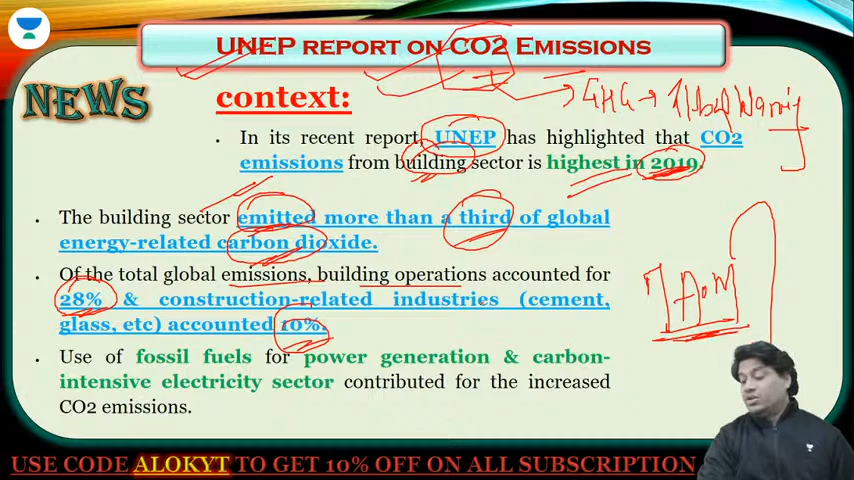 UNEP report on CO2 Emissions
NEWS
context:
GHG → Global Warming
• In its recent report, UNEP has highlighted that CO2
emissions from building sector is highest in 2019.
• The building sector emitted more than a third of global
energy-related carbon dioxide.
• Of the total global emissions, building operations accounted for
28% & construction-related industries (cement,
glass, etc) accounted 10%.
• Use of fossil fuels for power generation & carbon-
intensive electricity sector contributed for the increased
CO2 emissions.
USE CODE ALOKYT TO GET 10% OFF ON ALL SUBSCRIPTION